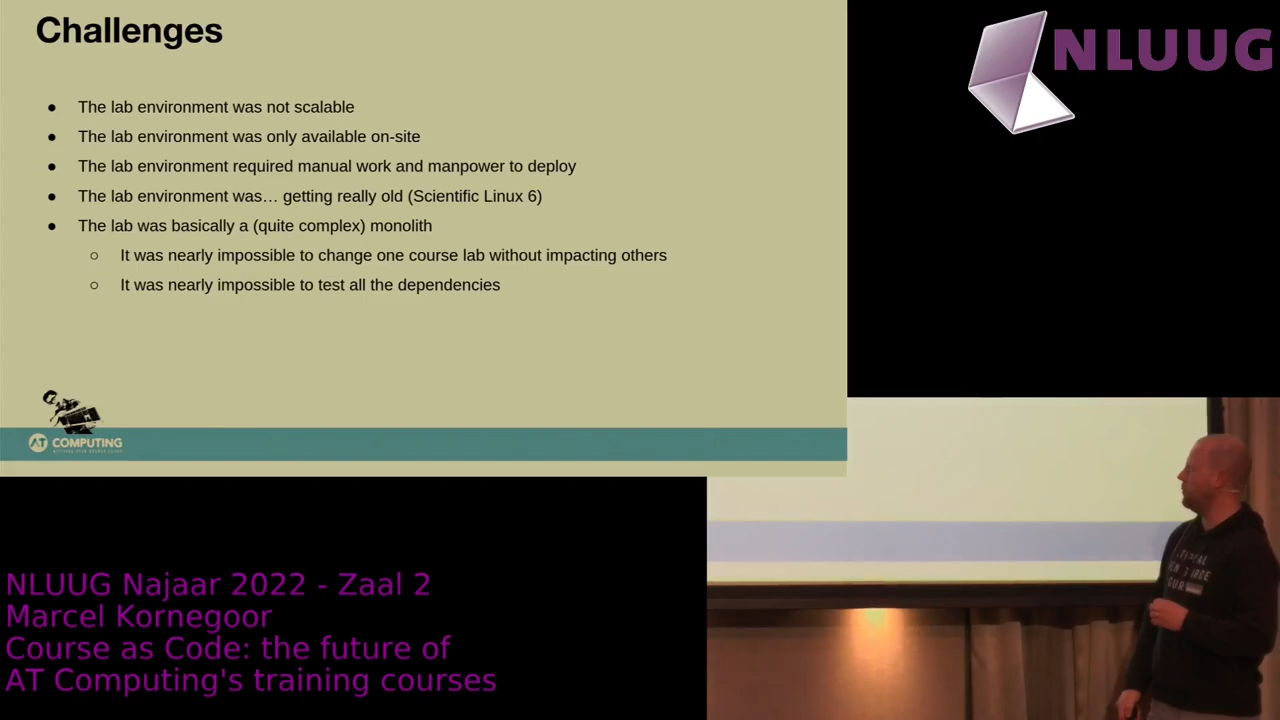 Challenges
NLUUG
● The lab environment was not scalable
● The lab environment was only available on-site
● The lab environment required manual work and manpower to deploy
● The lab environment was… getting really old (Scientific Linux 6)
● The lab was basically a (quite complex) monolith
○ It was nearly impossible to change one course lab without impacting others
○ It was nearly impossible to test all the dependencies
AT COMPUTING
NLUUG Najaar 2022 - Zaal 2
Marcel Kornegoor
Course as Code: the future of
AT Computing's training courses